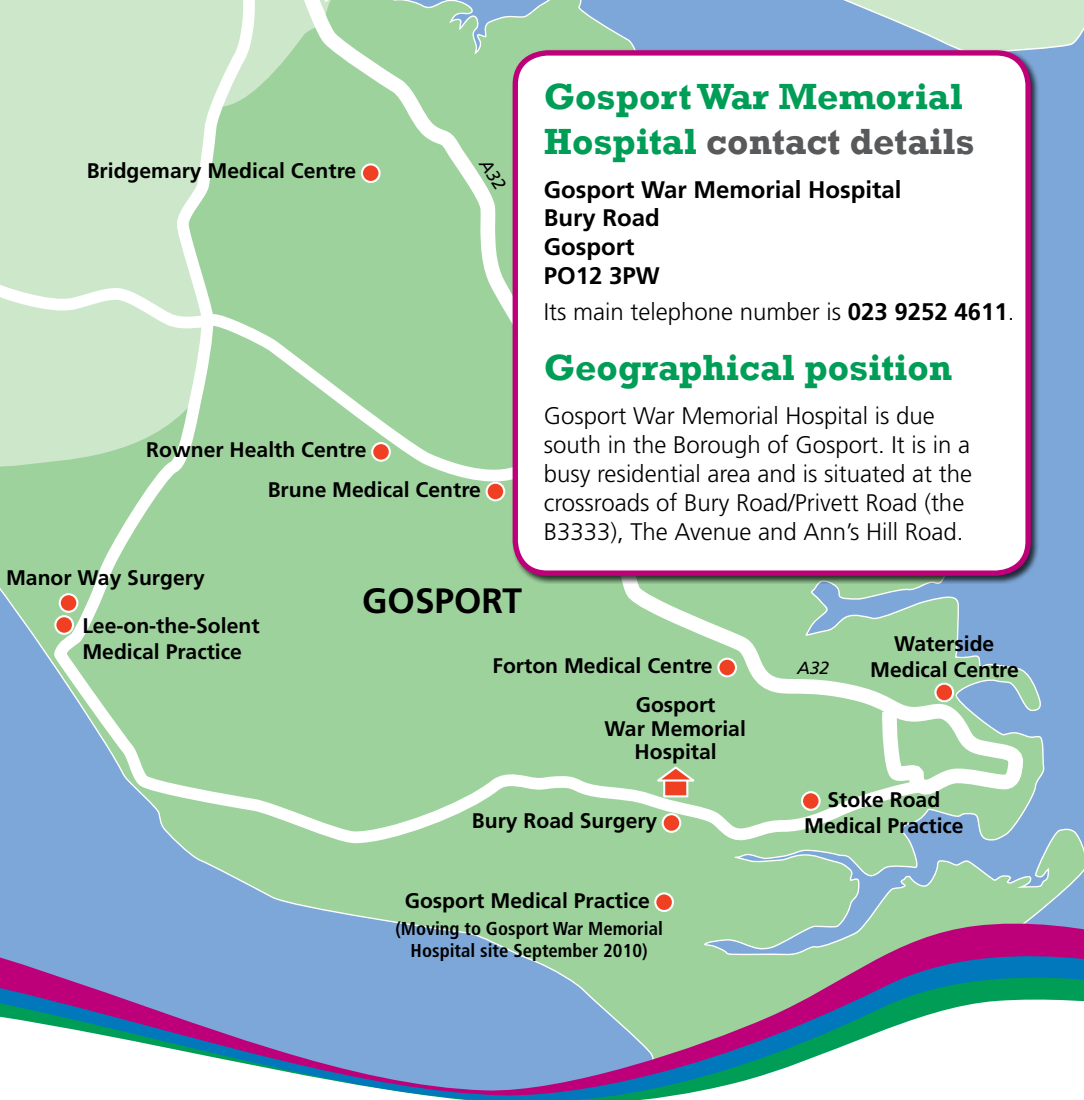 Gosport War Memorial
Hospital contact details
Gosport War Memorial Hospital
Bury Road
Gosport
PO12 3PW
Its main telephone number is 023 9252 4611.
Geographical position
Gosport War Memorial Hospital is due
south in the Borough of Gosport. It is in a
busy residential area and is situated at the
crossroads of Bury Road/Privett Road (the
B3333), The Avenue and Ann’s Hill Road.
Bridgemary Medical Centre
A32
Rowner Health Centre
Brune Medical Centre
Manor Way Surgery
Lee-on-the-Solent
Medical Practice
GOSPORT
Forton Medical Centre
A32
Waterside
Medical Centre
Gosport
War Memorial
Hospital
Bury Road Surgery
Stoke Road
Medical Practice
Gosport Medical Practice
(Moving to Gosport War Memorial
Hospital site September 2010)